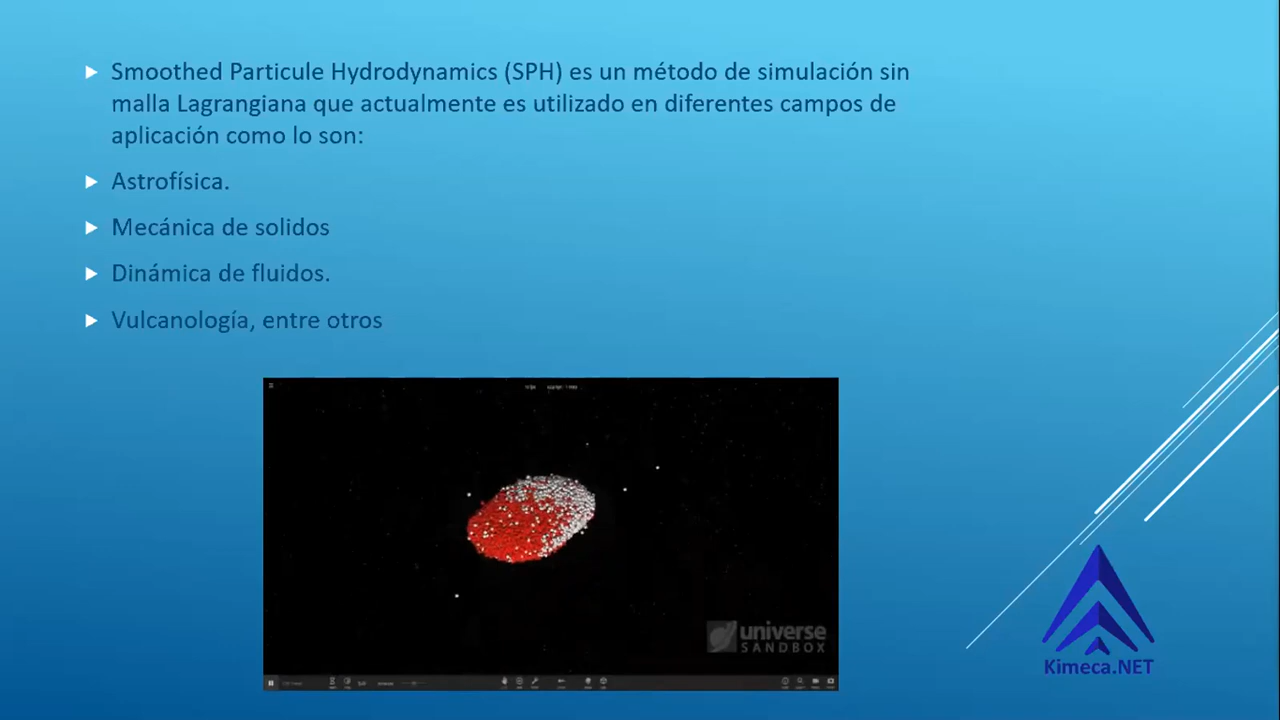 Smoothed Particule Hydrodynamics (SPH) es un método de simulación sin
malla Lagrangiana que actualmente es utilizado en diferentes campos de
aplicación como lo son:
Astrofísica.
Mecánica de solidos
Dinámica de fluidos.
Vulcanología, entre otros
universe
SANDBOX
Kimeca.NET